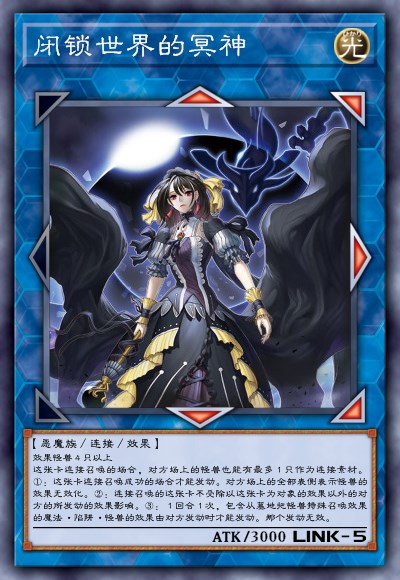 闭锁世界的冥神
ひかり
光
【恶魔族／连接／效果】
效果怪兽4只以上
这张卡连接召唤的场合，对方场上的怪兽也能有最多1只作为连接素材。
①：这张卡连接召唤成功的场合才能发动。对方场上的全部表侧表示怪兽的
效果无效化。②：连接召唤的这张卡不受除以这张卡为对象的效果以外的对
方的所发动的效果影响。③：1回合1次，包含从墓地把怪兽特殊召唤效果
的魔法·陷阱·怪兽的效果由对方发动时才能发动。那个发动无效。
ATK/3000 LINK-5